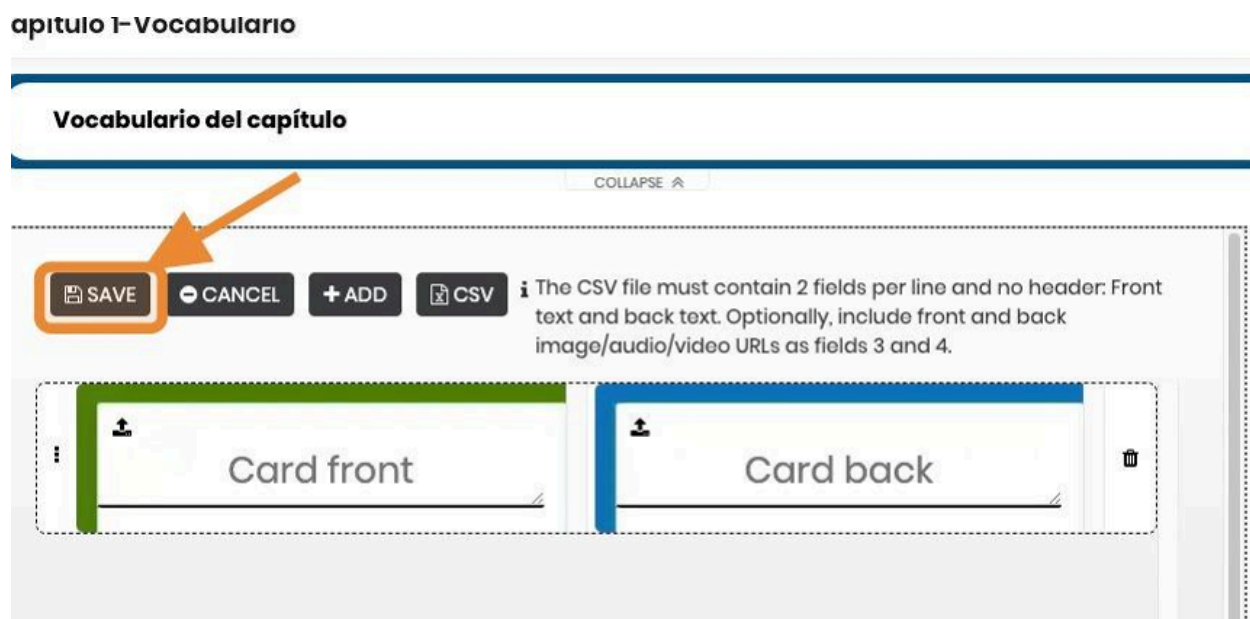 apítulo 1-Vocabulario
Vocabulario del capítulo
COLLAPSE
SAVE CANCEL + ADD CSV i The CSV file must contain 2 fields per line and no header: Front
text and back text. Optionally, include front and back
image/audio/video URLs as fields 3 and 4.
Card front Card back